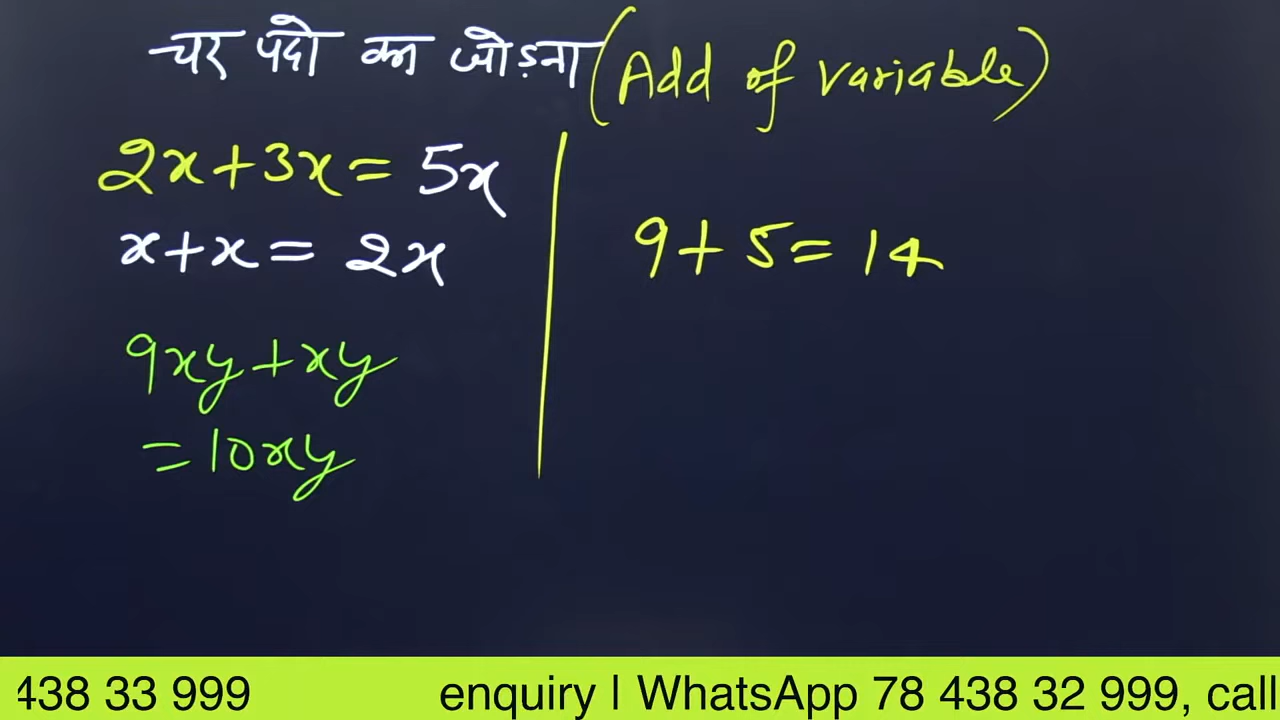 चर पदो का जोड़ना (Add of variable)
2x+3x= 5x
x+x= 2x
9xy+xy
=10xy
9+5=14
438 33 999 enquiry | WhatsApp 78 438 32 999, call